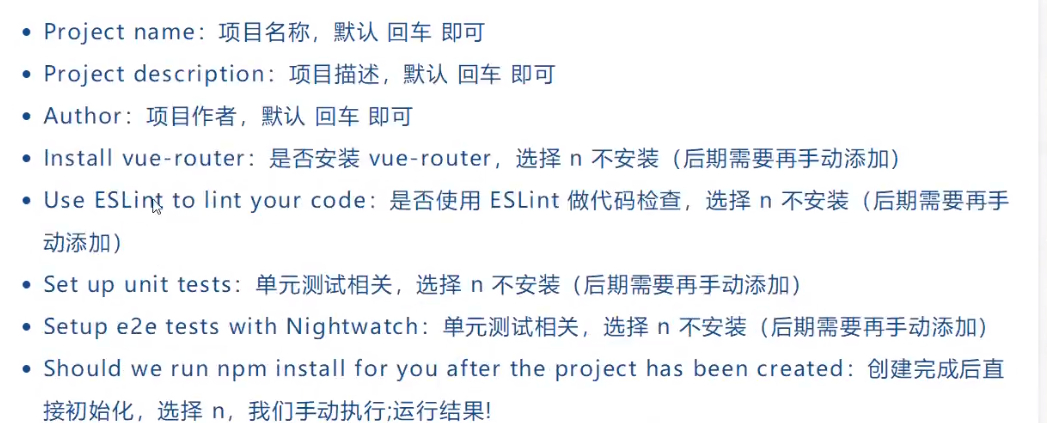 • Project name：项目名称，默认 回车 即可
• Project description：项目描述，默认 回车 即可
• Author：项目作者，默认 回车 即可
• Install vue-router：是否安装 vue-router，选择 n 不安装（后期需要再手动添加）
• Use ESLint to lint your code：是否使用 ESLint 做代码检查，选择 n 不安装（后期需要再手
动添加）
• Set up unit tests：单元测试相关，选择 n 不安装（后期需要再手动添加）
• Setup e2e tests with Nightwatch：单元测试相关，选择 n 不安装（后期需要再手动添加）
• Should we run npm install for you after the project has been created：创建完成后直
接初始化，选择 n，我们手动执行;运行结果!